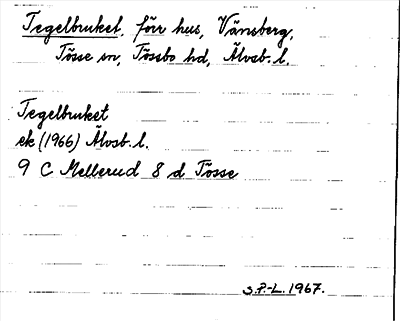 Tegelbruket, förr hus, Vänsberg,
Tösse sn, Tössbo hd, Älvsb. l.
Tegelbruket
ek (1966) Älvsb. l.
9 C Mellerud 8 d Tösse
S.P.-L. 1967.